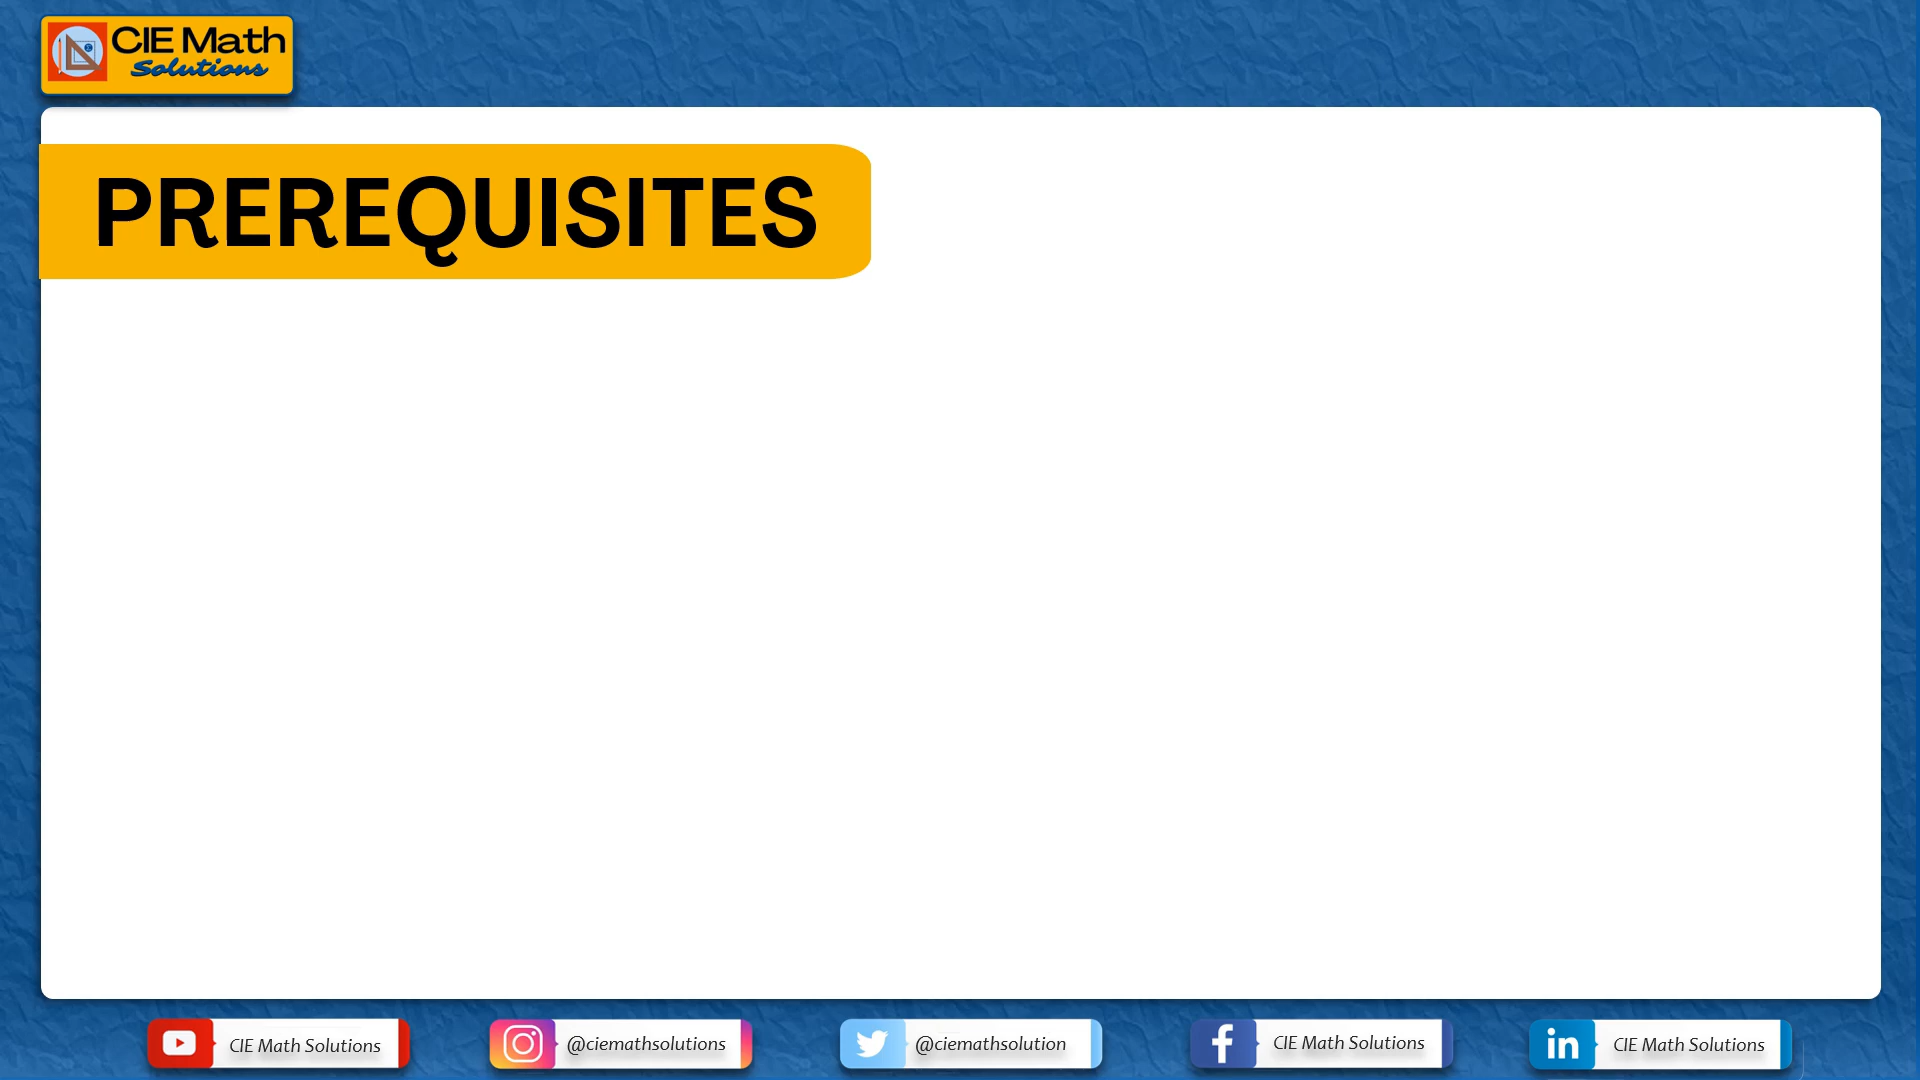 CIE Math
Solutions
PREREQUISITES
CIE Math Solutions
@ciemathsolutions
@ciemathsolution
CIE Math Solutions
CIE Math Solutions